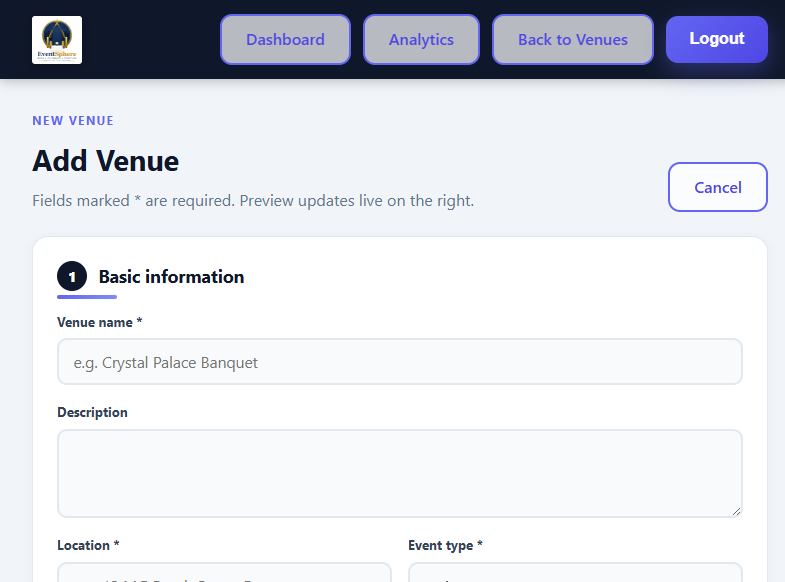 EventSphere
Dashboard
Analytics
Back to Venues
Logout
NEW VENUE
Add Venue
Fields marked * are required. Preview updates live on the right.
Cancel
1 Basic information
Venue name *
e.g. Crystal Palace Banquet
Description
Location * Event type *